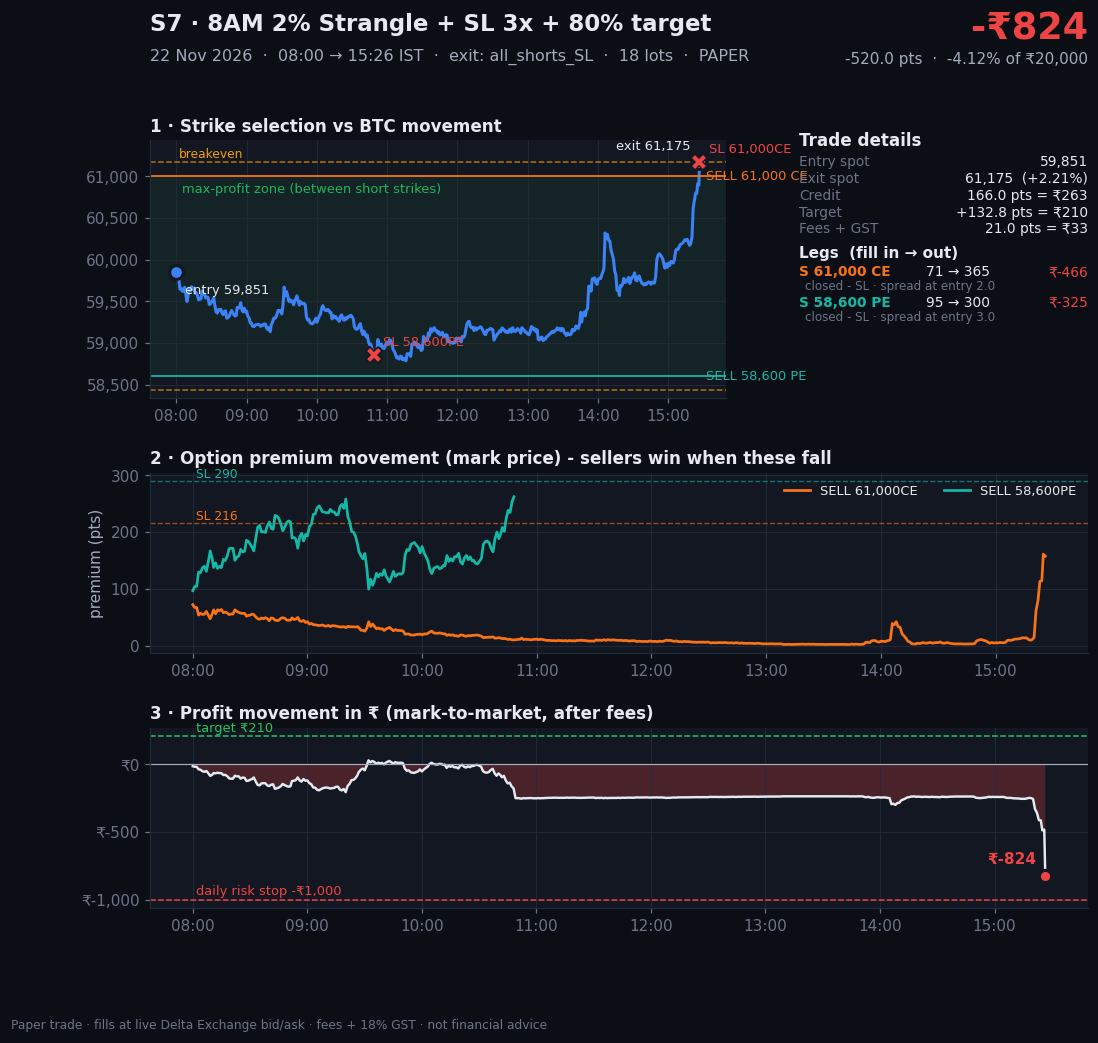 S7 · 8AM 2% Strangle + SL 3x + 80% target
-₹824
22 Nov 2026 · 08:00 → 15:26 IST · exit: all_shorts_SL · 18 lots · PAPER
-520.0 pts · -4.12% of ₹20,000
1 · Strike selection vs BTC movement
breakeven
exit 61,175
SL 61,000CE
SELL 61,000 CE
max-profit zone (between short strikes)
entry 59,851
SL 58,600PE
SELL 58,600 PE
61,000
60,500
60,000
59,500
59,000
58,500
08:00 09:00 10:00 11:00 12:00 13:00 14:00 15:00
Trade details
Entry spot 59,851
Exit spot 61,175 (+2.21%)
Credit 166.0 pts = ₹263
Target +132.8 pts = ₹210
Fees + GST 21.0 pts = ₹33
Legs (fill in → out)
S 61,000 CE 71 → 365 ₹-466
closed - SL · spread at entry 2.0
S 58,600 PE 95 → 300 ₹-325
closed - SL · spread at entry 3.0
2 · Option premium movement (mark price) - sellers win when these fall
SL 290
SELL 61,000CE SELL 58,600PE
SL 216
premium (pts)
300
200
100
0
08:00 09:00 10:00 11:00 12:00 13:00 14:00 15:00
3 · Profit movement in ₹ (mark-to-market, after fees)
target ₹210
₹0
₹-500
₹-1,000
₹-824
daily risk stop -₹1,000
08:00 09:00 10:00 11:00 12:00 13:00 14:00 15:00
Paper trade · fills at live Delta Exchange bid/ask · fees + 18% GST · not financial advice